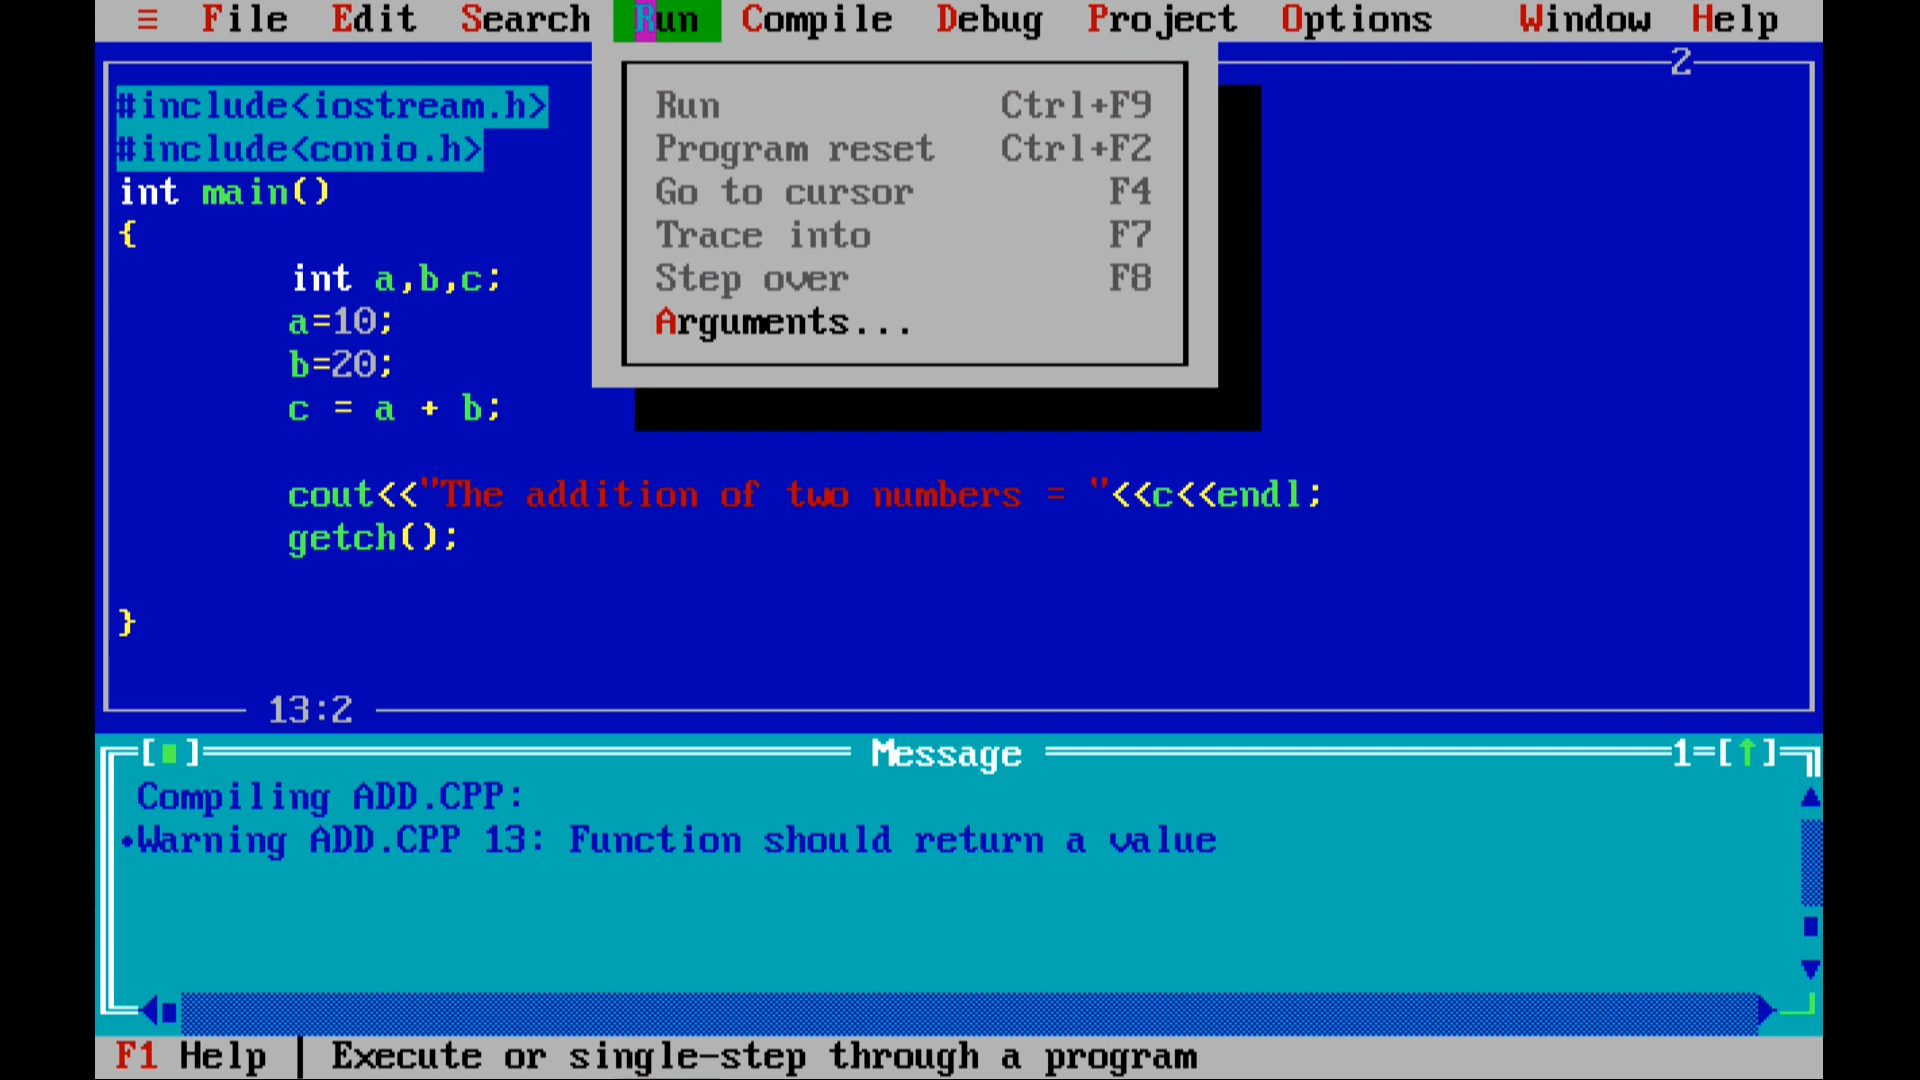 ≡ File Edit Search Run Compile Debug Project Options Window Help
2
Run Ctrl+F9
Program reset Ctrl+F2
Go to cursor F4
Trace into F7
Step over F8
Arguments...
#include<iostream.h>
#include<conio.h>
int main()
{
int a,b,c;
a=10;
b=20;
c = a + b;
cout<<"The addition of two numbers = "<<c<<endl;
getch();
}
13:2
Message
1=[↑]
Compiling ADD.CPP:
•Warning ADD.CPP 13: Function should return a value
F1 Help | Execute or single-step through a program